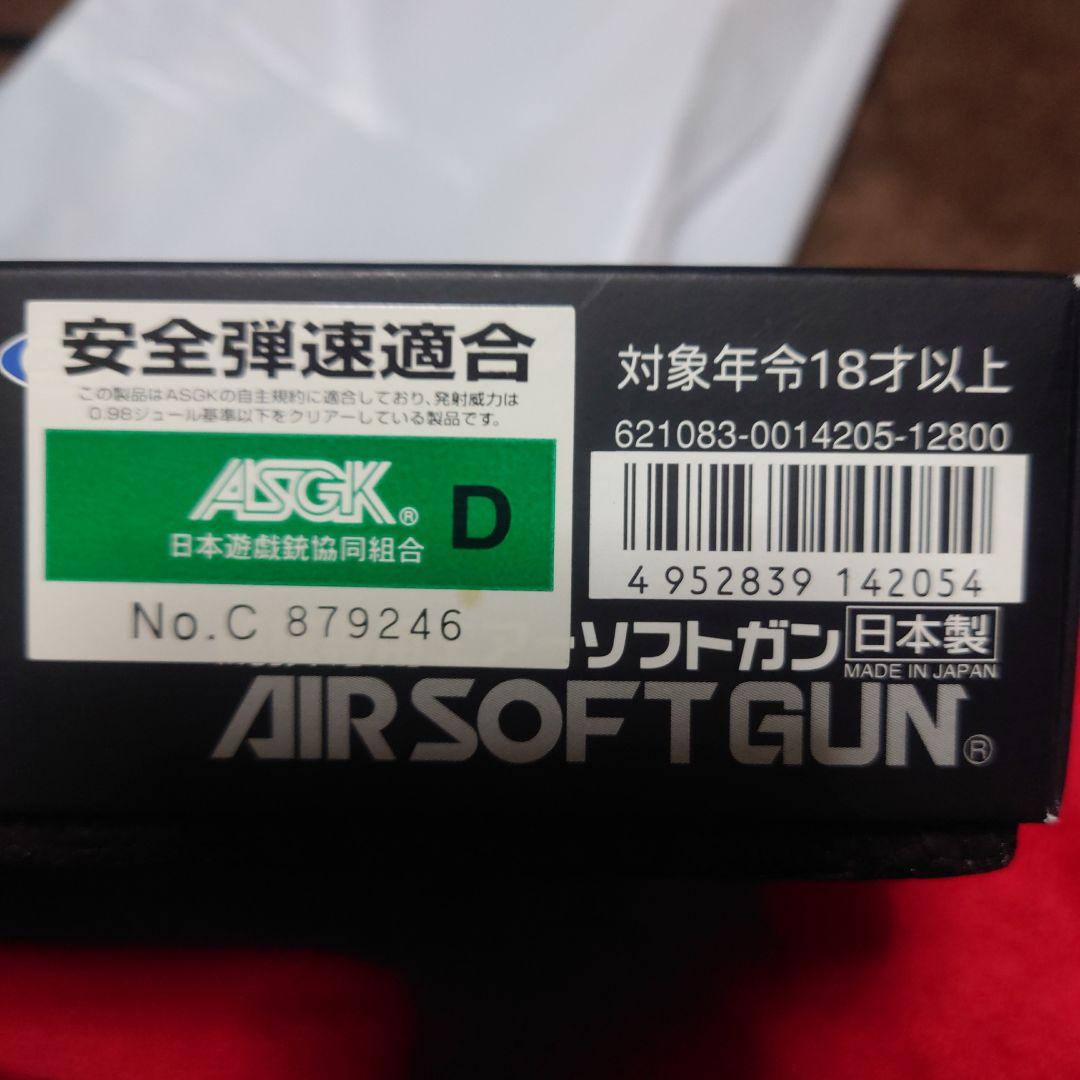 安全弾速適合
この製品はASGKの自主規約に適合しており、発射威力は
0.98ジュール基準以下をクリアーしている製品です。
ASGK®
D
日本遊戯銃協同組合
No.C 879246
対象年令18才以上
621083-0014205-12800
4 952839 142054
ーソフトガン
日本製
MADE IN JAPAN
AIRSOFTGUN®